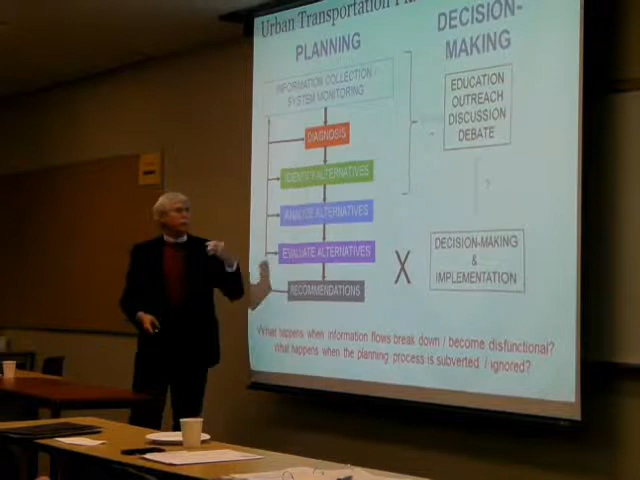 Urban Transportation
PLANNING
DECISION-
MAKING
INFORMATION COLLECTION /
SYSTEM MONITORING
EDUCATION
OUTREACH
DISCUSSION
DEBATE
DIAGNOSIS
IDENTIFY ALTERNATIVES
?
ANALYZE ALTERNATIVES
EVALUATE ALTERNATIVES
X
DECISION-MAKING
&
IMPLEMENTATION
RECOMMENDATIONS
What happens when information flows break down / become disfunctional?
What happens when the planning process is subverted / ignored?